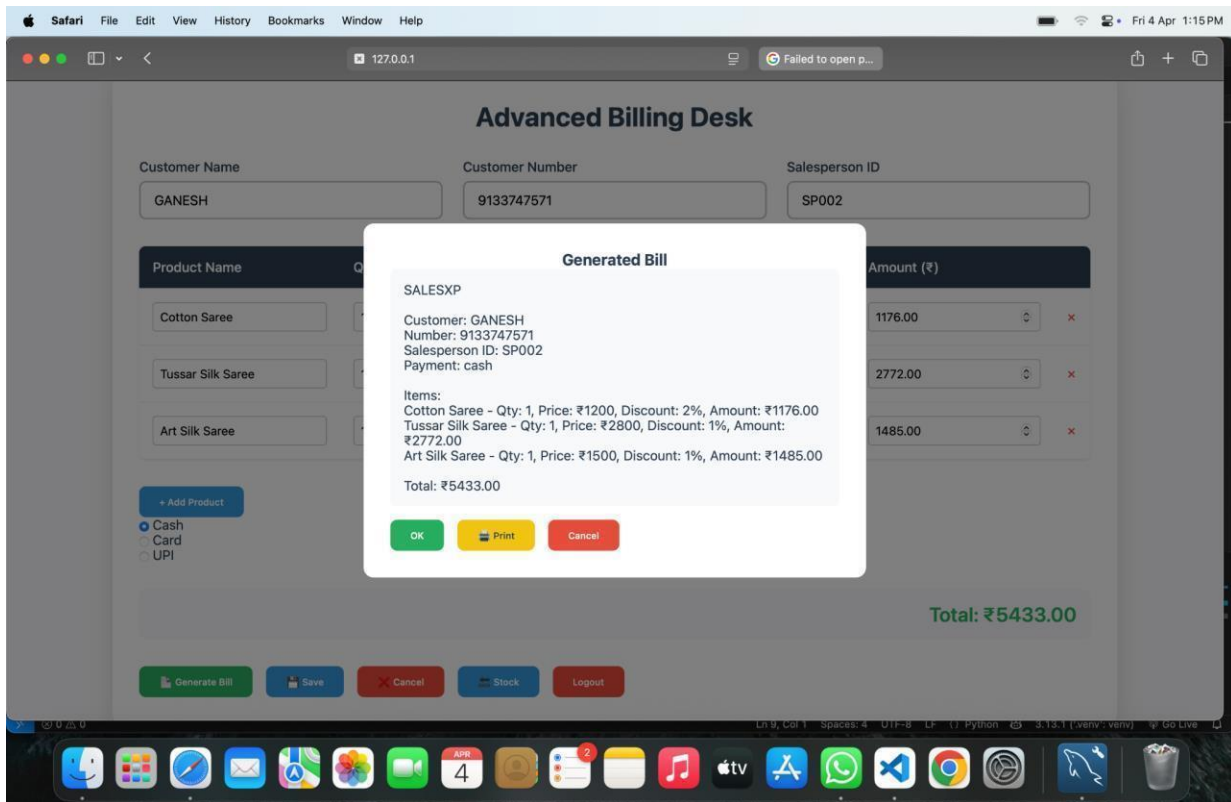 Safari File Edit View History Bookmarks Window Help Fri 4 Apr 1:15 PM
127.0.0.1 Failed to open p...
Advanced Billing Desk
Customer Name Customer Number Salesperson ID
GANESH 9133747571 SP002
Generated Bill
Product Name Q Amount (₹)
SALESXP
Cotton Saree 1176.00 ×
Customer: GANESH
Number: 9133747571
Salesperson ID: SP002
Payment: cash
Tussar Silk Saree 2772.00 ×
Items:
Cotton Saree - Qty: 1, Price: ₹1200, Discount: 2%, Amount: ₹1176.00
Tussar Silk Saree - Qty: 1, Price: ₹2800, Discount: 1%, Amount:
₹2772.00
Art Silk Saree 1485.00 ×
Art Silk Saree - Qty: 1, Price: ₹1500, Discount: 1%, Amount: ₹1485.00
Total: ₹5433.00
+ Add Product
Cash
Card
UPI
OK Print Cancel
Total: ₹5433.00
Generate Bill Save Cancel Stock Logout
0 0 Ln 9, Col 1 Spaces: 4 UTF-8 LF Python 3.13.1 ('.venv': venv) Go Live
APR
4
2
tv